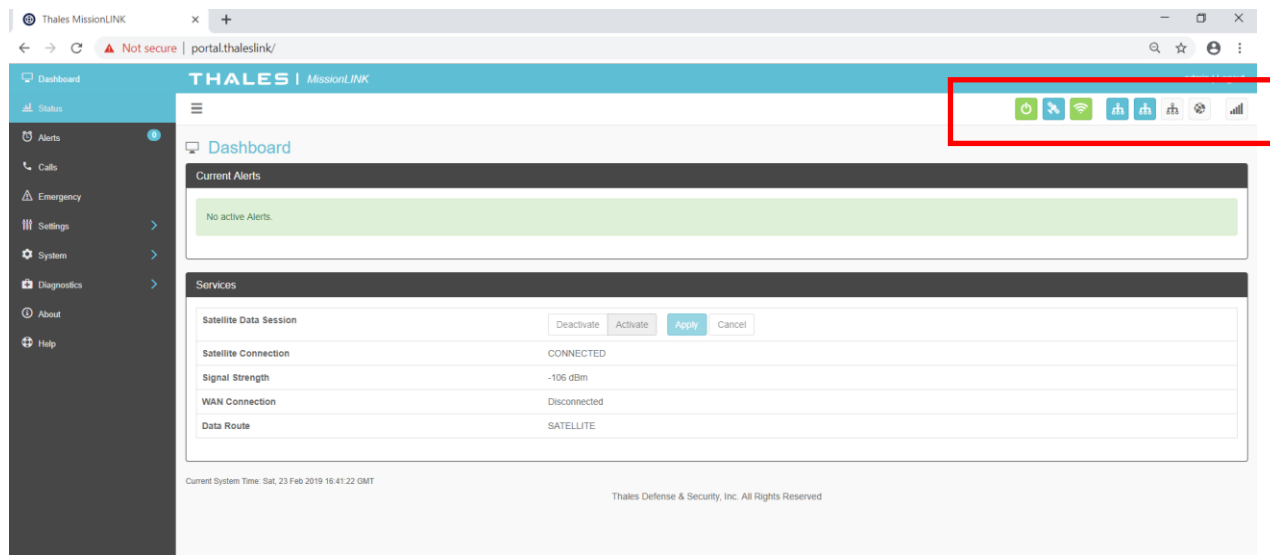 Thales MissionLINK
Not secure | portal.thaleslink/
Dashboard
THALES | MissionLINK
Status
Alerts 0
Dashboard
Calls
Current Alerts
Emergency
No active Alerts.
Settings
System
Diagnostics
Services
About
Satellite Data Session Deactivate Activate Apply Cancel
Help
Satellite Connection CONNECTED
Signal Strength -106 dBm
WAN Connection Disconnected
Data Route SATELLITE
Current System Time: Sat, 23 Feb 2019 16:41:22 GMT
Thales Defense & Security, Inc. All Rights Reserved